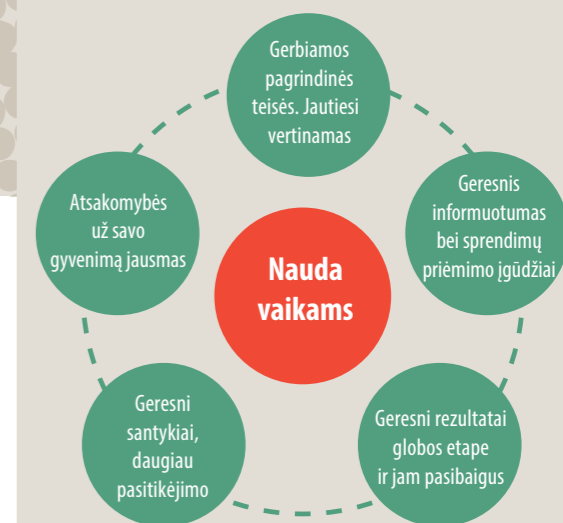 Gerbiamos
pagrindinės
teisės. Jautiesi
vertinamas
Geresnis
informuotumas
bei sprendimų
priėmimo įgūdžiai
Geresni rezultatai
globos etape
ir jam pasibaigus
Geresni
santykiai,
daugiau
pasitikėjimo
Atsakomybės
už savo
gyvenimą jausmas
Nauda
vaikams